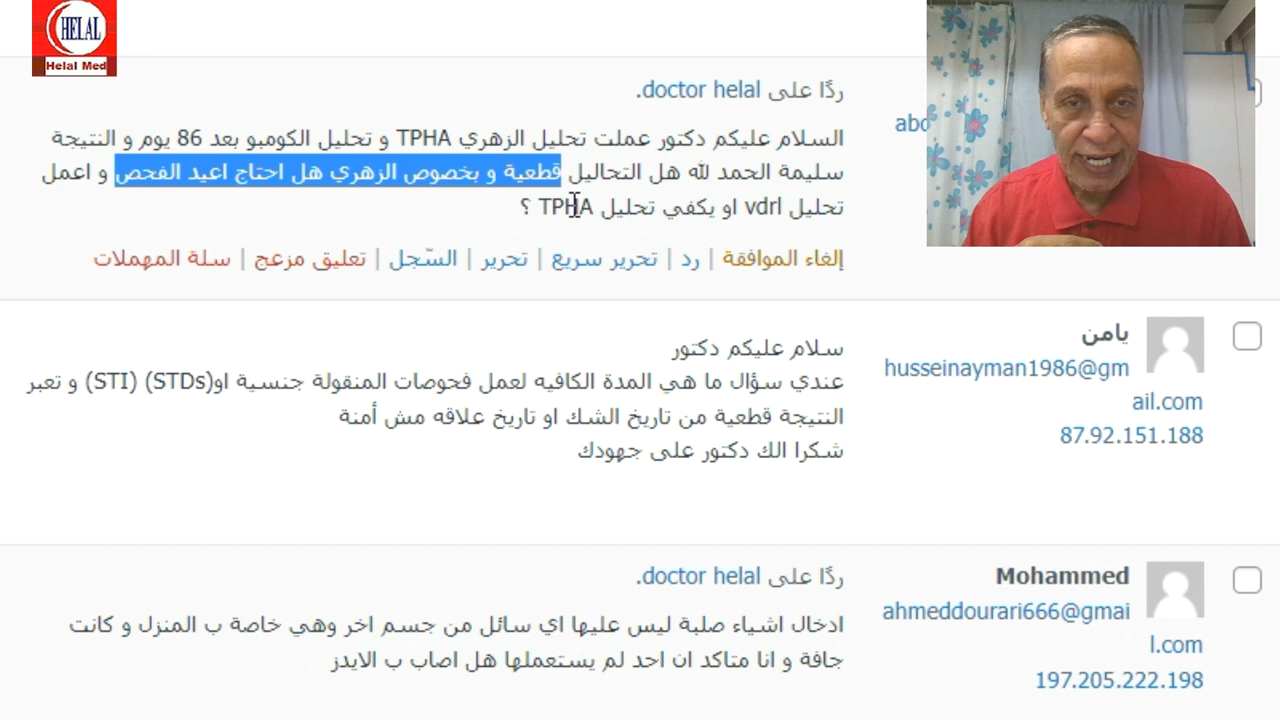 HELAL
Helal Med
ردًا على doctor helal.
abo
السلام عليكم دكتور عملت تحليل الزهري TPHA و تحليل الكومبو بعد 86 يوم و النتيجة
سليمة الحمد لله هل التحاليل قطعية و بخصوص الزهري هل احتاج اعيد الفحص و اعمل
تحليل vdrl او يكفي تحليل TPHA ؟
إلغاء الموافقة | رد | تحرير سريع | تحرير | السّجل | تعليق مزعج | سلة المهملات
يامن
husseinayman1986@gm
ail.com
87.92.151.188
سلام عليكم دكتور
عندي سؤال ما هي المدة الكافيه لعمل فحوصات المنقولة جنسية او(STDs) (STI) و تعبر
النتيجة قطعية من تاريخ الشك او تاريخ علاقه مش أمنة
شكرا الك دكتور على جهودك
Mohammed
ahmeddourari666@gmai
l.com
197.205.222.198
ردًا على doctor helal.
ادخال اشياء صلبة ليس عليها اي سائل من جسم اخر وهي خاصة ب المنزل و كانت
جافة و انا متاكد ان احد لم يستعملها هل اصاب ب الايدز